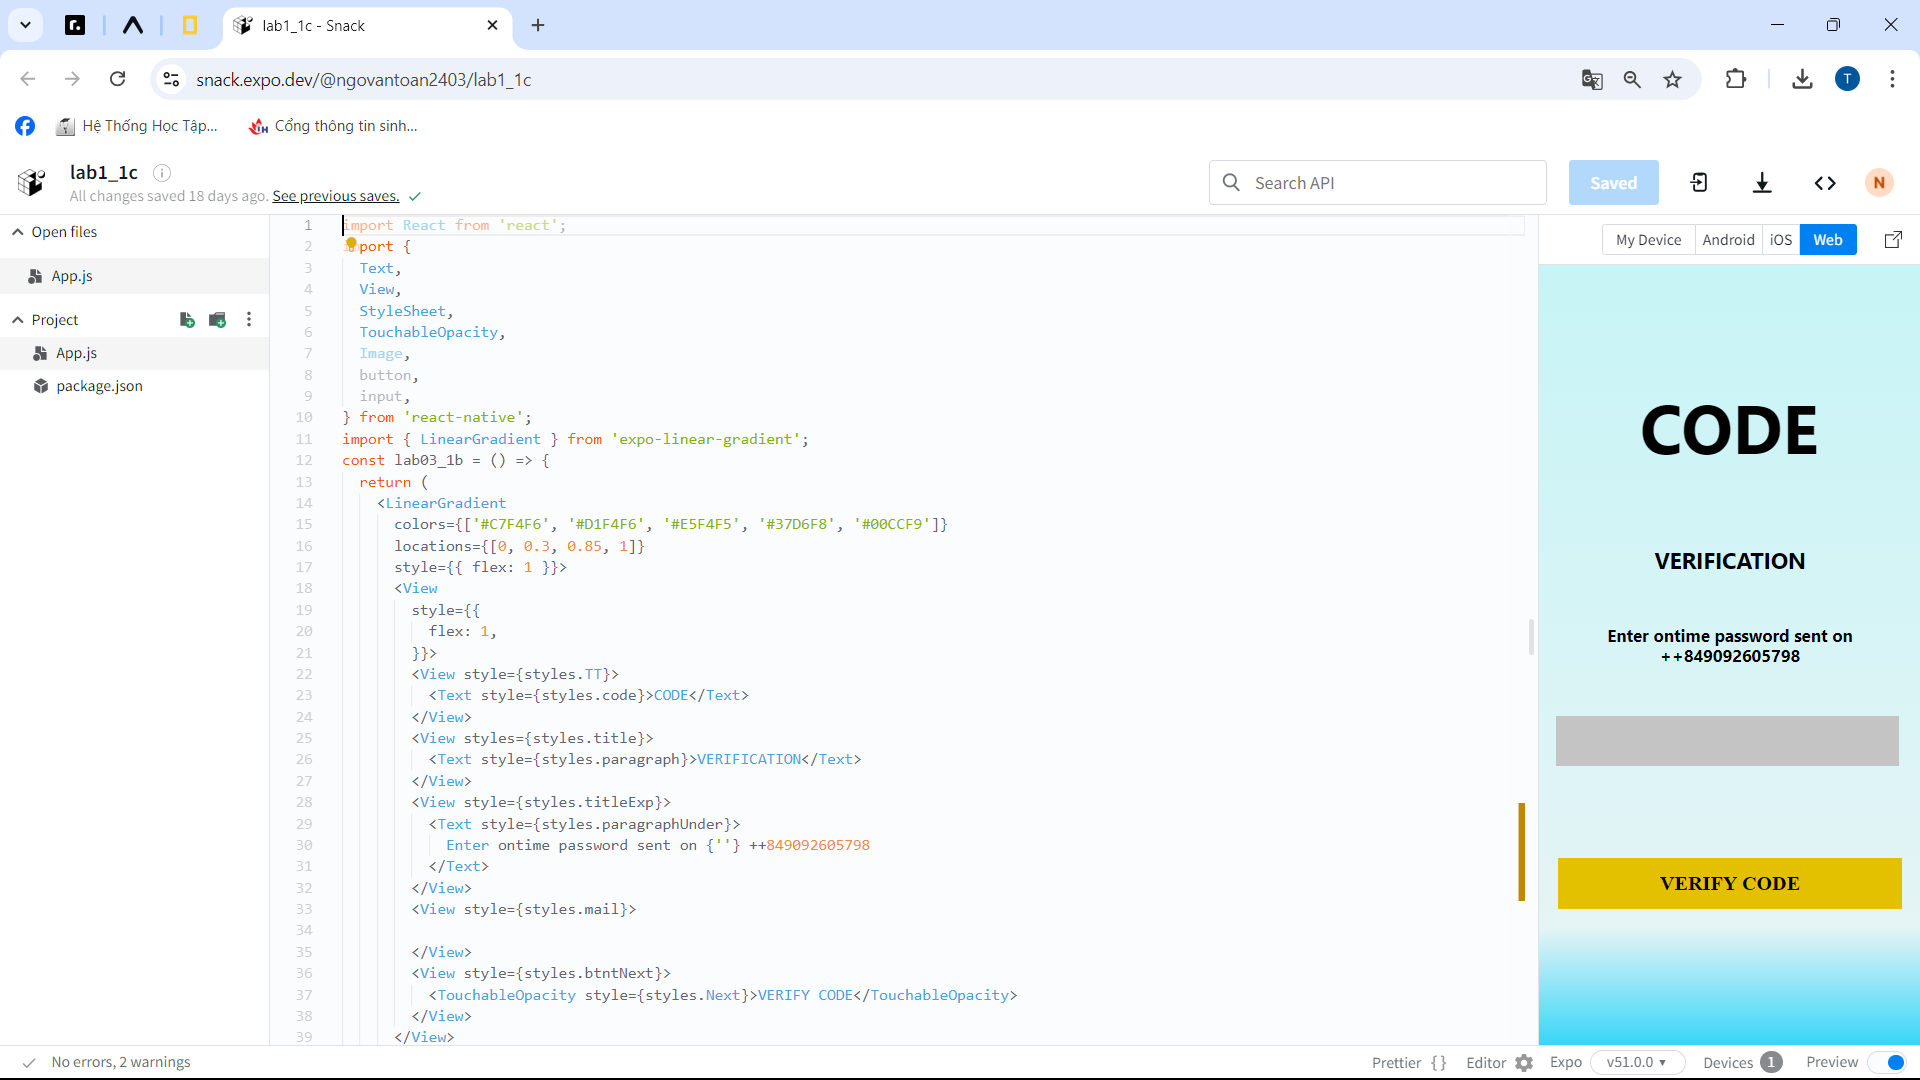 lab1_1c - Snack
snack.expo.dev/@ngovantoan2403/lab1_1c
T
Hệ Thống Học Tập...
Cổng thông tin sinh...
lab1_1c
All changes saved 18 days ago. See previous saves.
Search API
Saved
N
Open files
App.js
Project
App.js
package.json
1 import React from 'react';
2 port {
3 Text,
4 View,
5 StyleSheet,
6 TouchableOpacity,
7 Image,
8 button,
9 input,
10 } from 'react-native';
11 import { LinearGradient } from 'expo-linear-gradient';
12 const lab03_1b = () => {
13 return (
14 <LinearGradient
15 colors={['#C7F4F6', '#D1F4F6', '#E5F4F5', '#37D6F8', '#00CCF9']}
16 locations={[0, 0.3, 0.85, 1]}
17 style={{ flex: 1 }}>
18 <View
19 style={{
20 flex: 1,
21 }}>
22 <View style={styles.TT}>
23 <Text style={styles.code}>CODE</Text>
24 </View>
25 <View styles={styles.title}>
26 <Text style={styles.paragraph}>VERIFICATION</Text>
27 </View>
28 <View style={styles.titleExp}>
29 <Text style={styles.paragraphUnder}>
30 Enter ontime password sent on {''} ++849092605798
31 </Text>
32 </View>
33 <View style={styles.mail}>
34
35 </View>
36 <View style={styles.btntNext}>
37 <TouchableOpacity style={styles.Next}>VERIFY CODE</TouchableOpacity>
38 </View>
39 </View>
My Device
Android
iOS
Web
CODE
VERIFICATION
Enter ontime password sent on
++849092605798
VERIFY CODE
No errors, 2 warnings
Prettier { }
Editor
Expo
v51.0.0
Devices 1
Preview